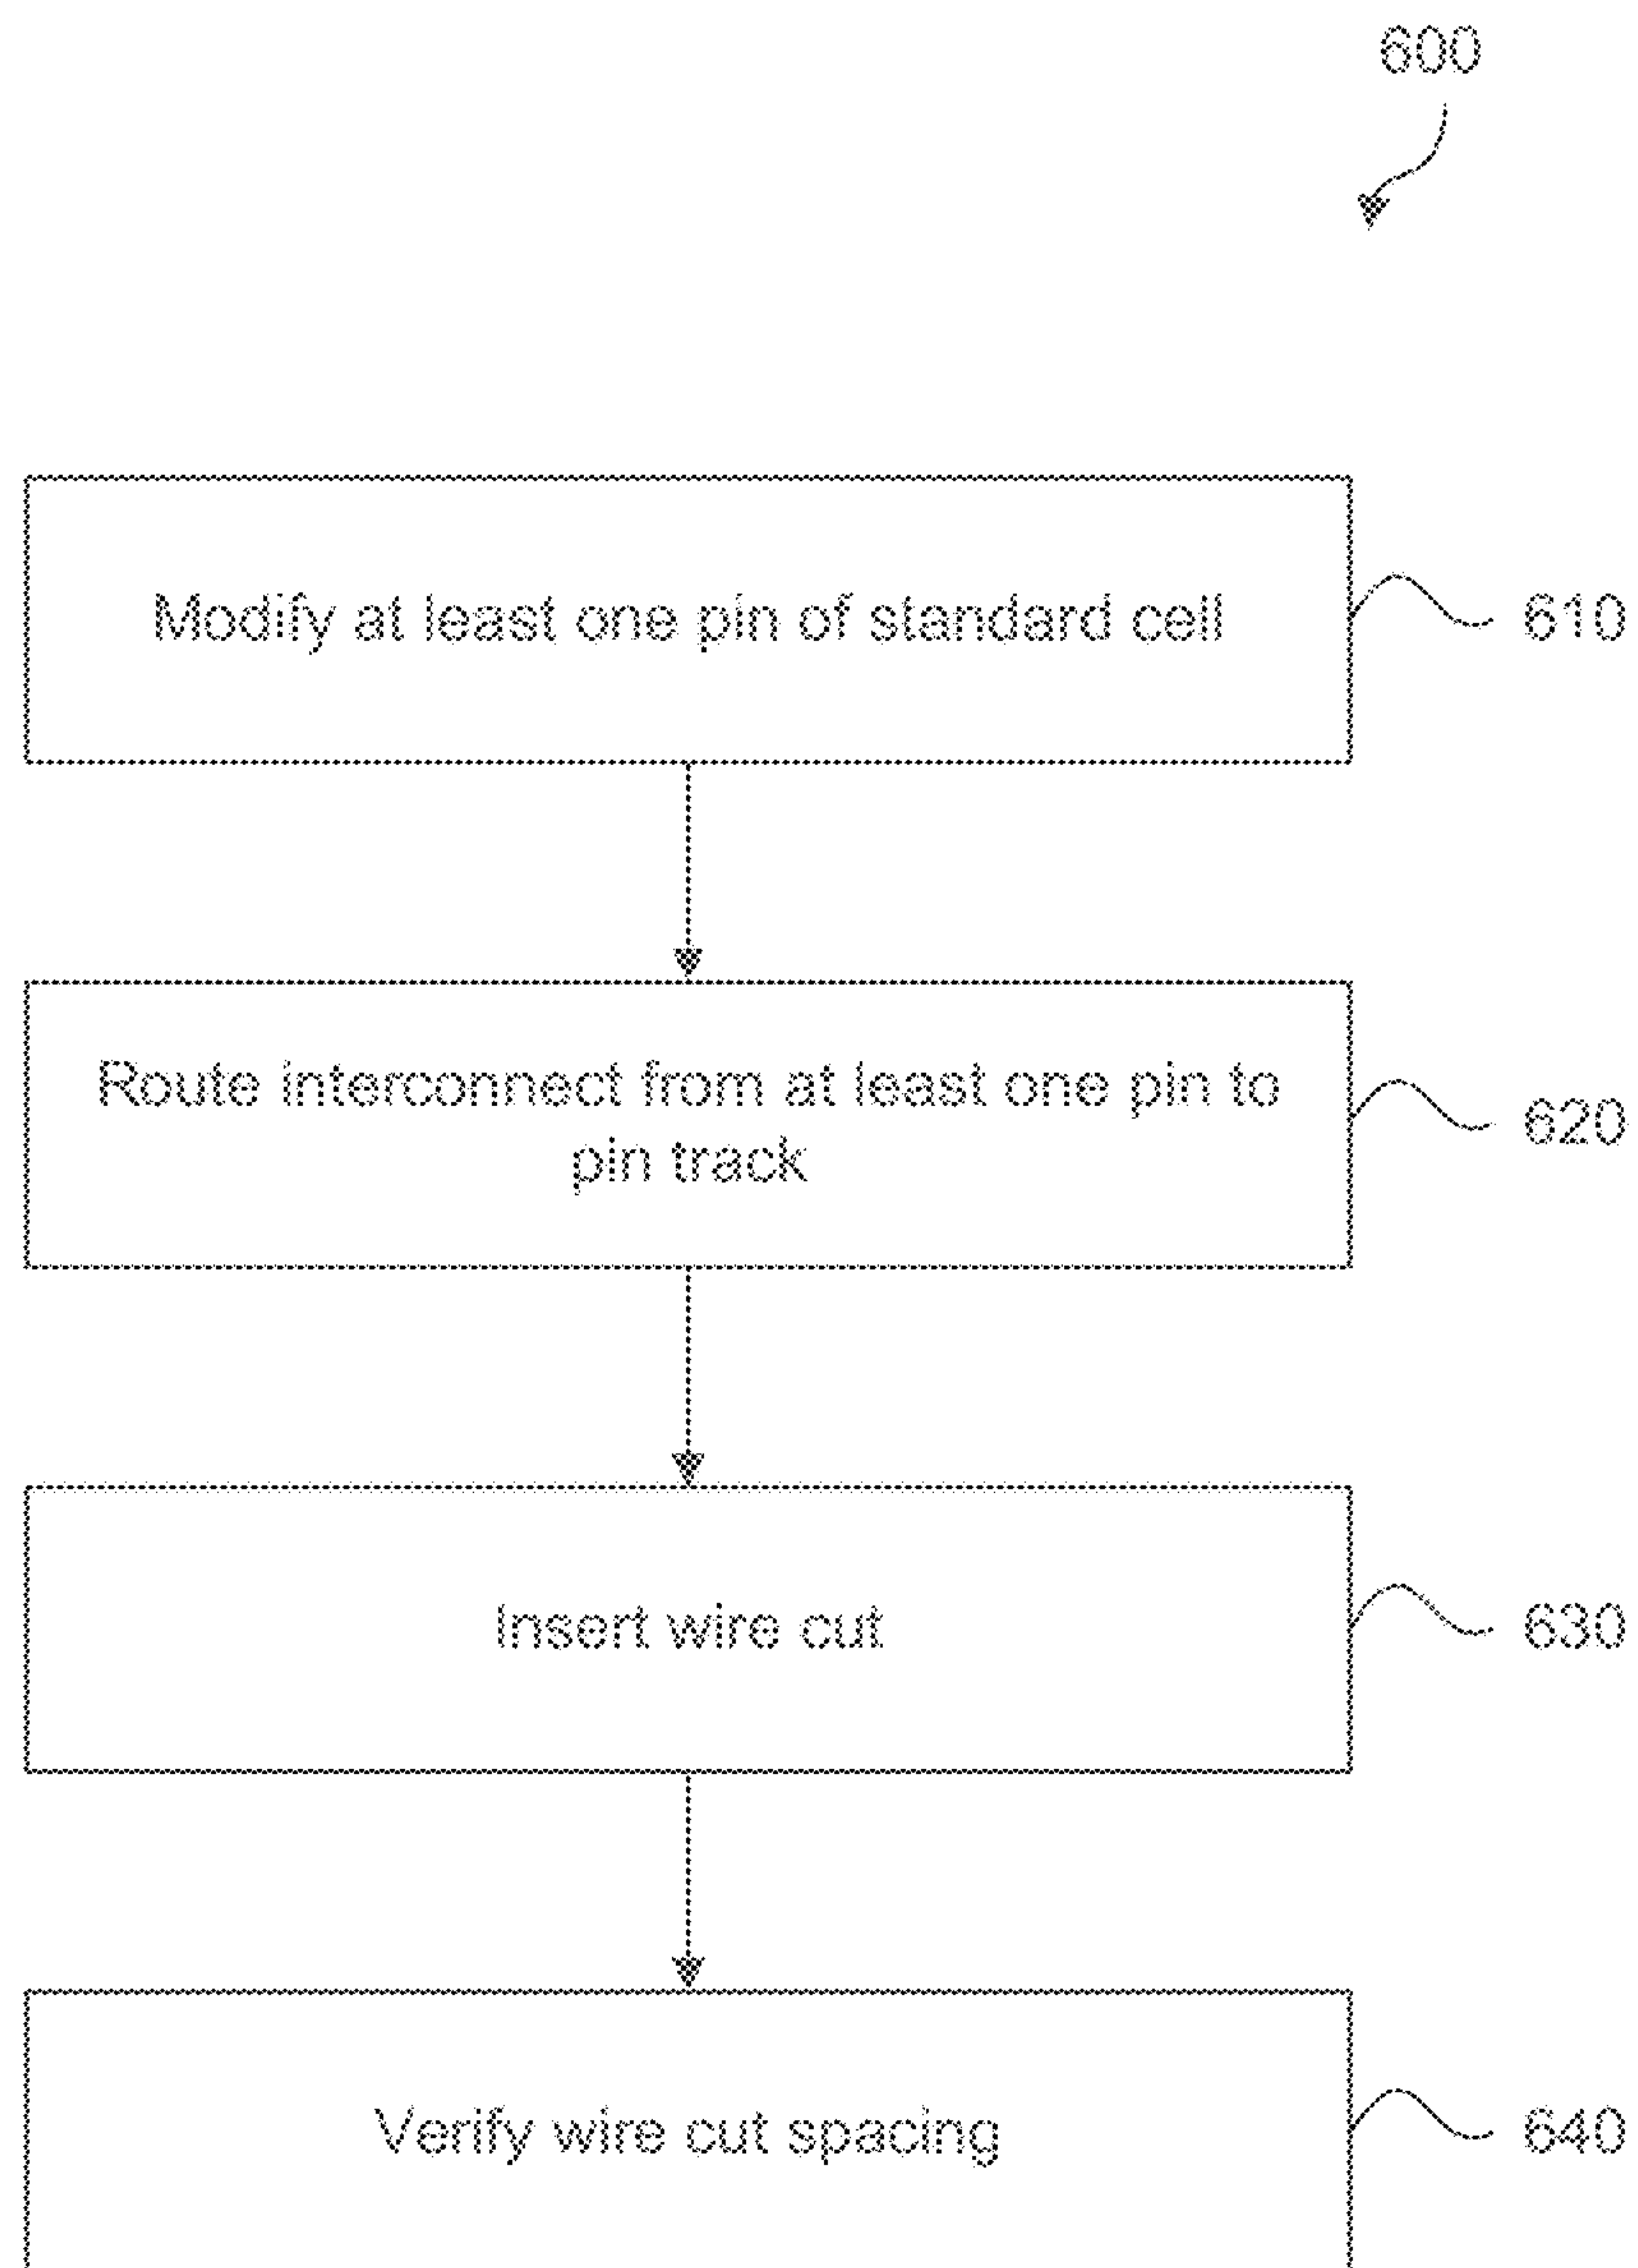 600
Modify at least one pin of standard cell
610
Route interconnect from at least one pin to
pin track
620
Insert wire cut
630
Verify wire cut spacing
640